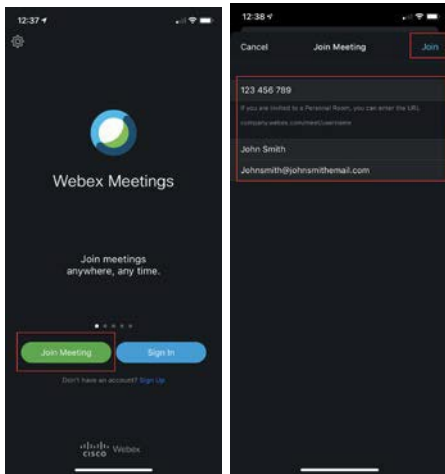 12:37
Webex Meetings
Join meetings
anywhere, any time.
Join Meeting
Sign In
Don't have an account? Sign Up
CISCO Webex
12:38
Cancel
Join Meeting
Join
123 456 789
If you are invited to a Personal Room, you can enter the URL
company.webex.com/meet/username
John Smith
Johnsmith@johnsmithemail.com